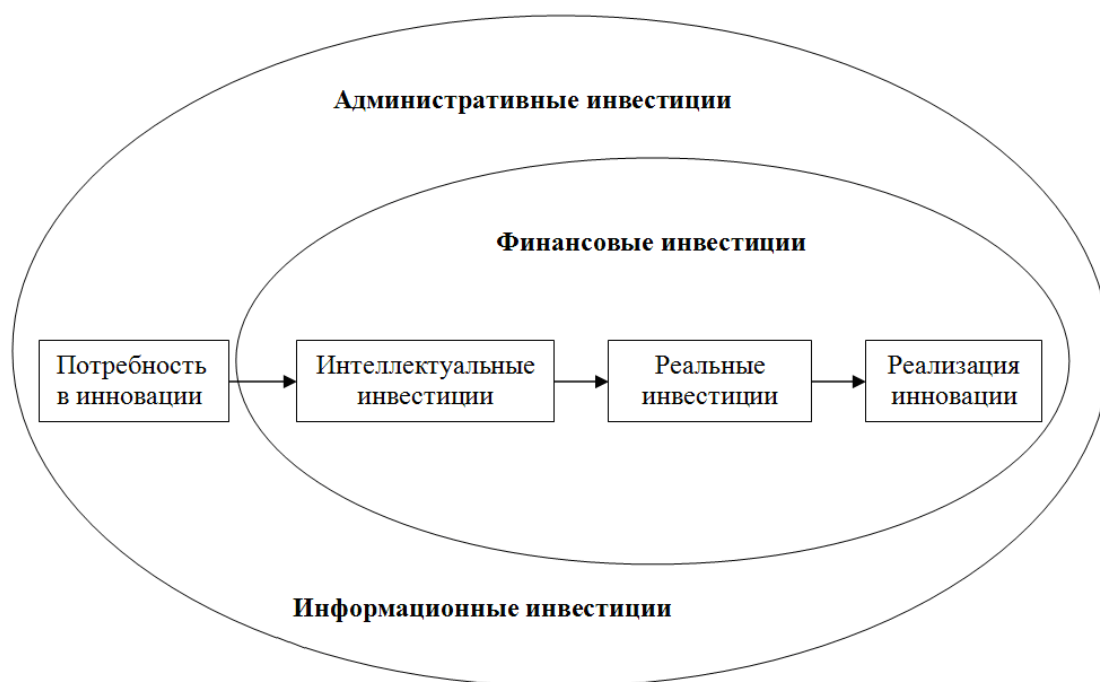 Административные инвестиции
Финансовые инвестиции
Потребность
в инновации
Интеллектуальные
инвестиции
Реальные
инвестиции
Реализация
инновации
Информационные инвестиции